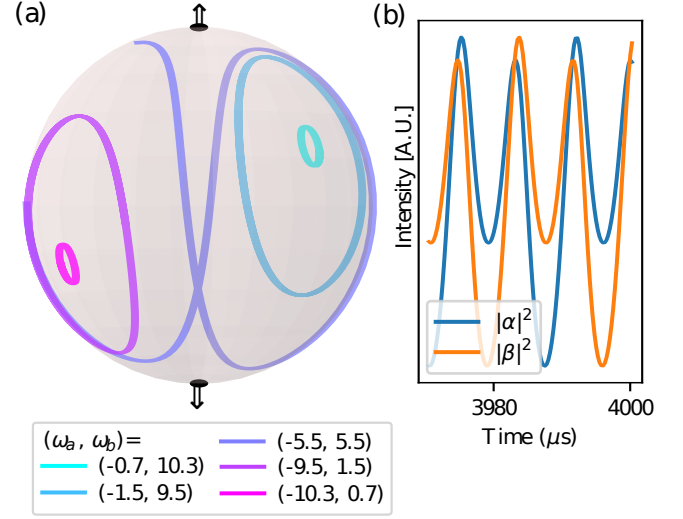 (a)
⇑
⇓
(ωₐ, ω_b)=
(-0.7, 10.3)
(-1.5, 9.5)
(-5.5, 5.5)
(-9.5, 1.5)
(-10.3, 0.7)
(b)
Intensity [A.U.]
|α|²
|β|²
3980 4000
Time (μs)